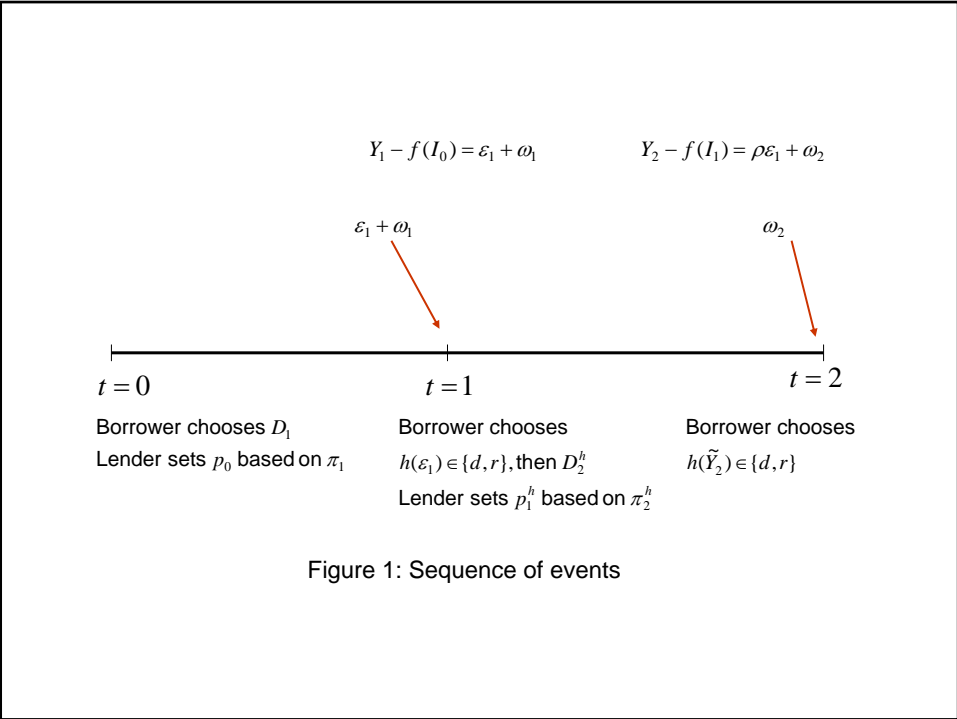 Y₁ − f(I₀) = ε₁ + ω₁
Y₂ − f(I₁) = ρε₁ + ω₂
ε₁ + ω₁
ω₂
t = 0
t = 1
t = 2
Borrower chooses D₁
Lender sets p₀ based on π₁
Borrower chooses
h(ε₁) ∈ {d, r}, then D₂ʰ
Lender sets p₁ʰ based on π₂ʰ
Borrower chooses
h(Ỹ₂) ∈ {d, r}
Figure 1: Sequence of events